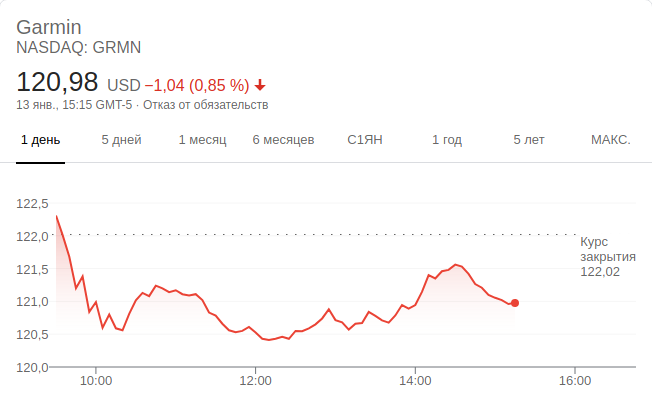 Garmin
NASDAQ: GRMN
120,98 USD −1,04 (0,85 %)
13 янв., 15:15 GMT-5 · Отказ от обязательств
1 день 5 дней 1 месяц 6 месяцев С1ЯН 1 год 5 лет МАКС.
122,5
122,0
Курс
закрытия
122,02
121,5
121,0
120,5
120,0
10:00 12:00 14:00 16:00